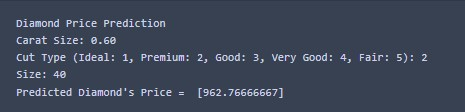 Diamond Price Prediction
Carat Size: 0.60
Cut Type (Ideal: 1, Premium: 2, Good: 3, Very Good: 4, Fair: 5): 2
Size: 40
Predicted Diamond's Price =  [962.76666667]